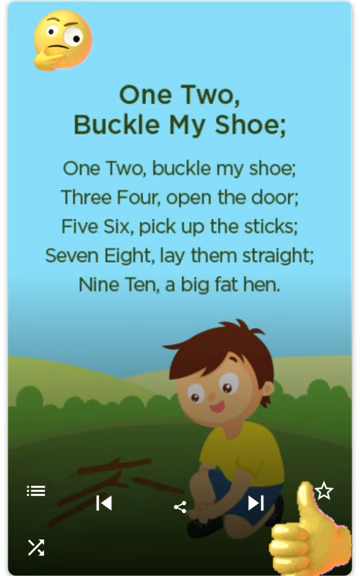 One Two,
Buckle My Shoe;
One Two, buckle my shoe;
Three Four, open the door;
Five Six, pick up the sticks;
Seven Eight, lay them straight;
Nine Ten, a big fat hen.